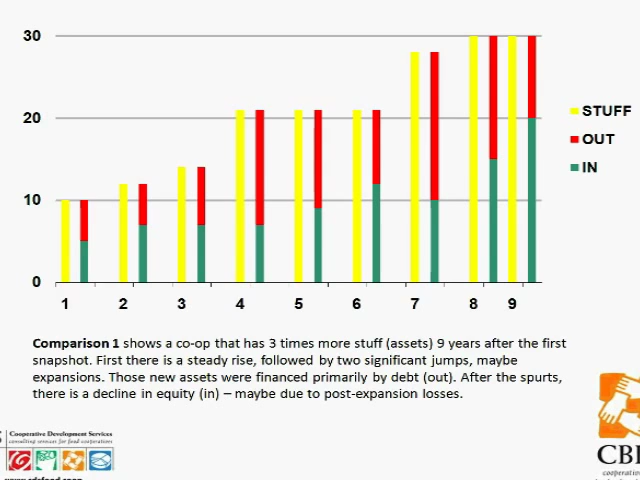 30
20
10
0
1 2 3 4 5 6 7 8 9
STUFF
OUT
IN
Comparison 1 shows a co-op that has 3 times more stuff (assets) 9 years after the first
snapshot. First there is a steady rise, followed by two significant jumps, maybe
expansions. Those new assets were financed primarily by debt (out). After the spurts,
there is a decline in equity (in) – maybe due to post-expansion losses.
S Cooperative Development Services
consulting services for food cooperatives